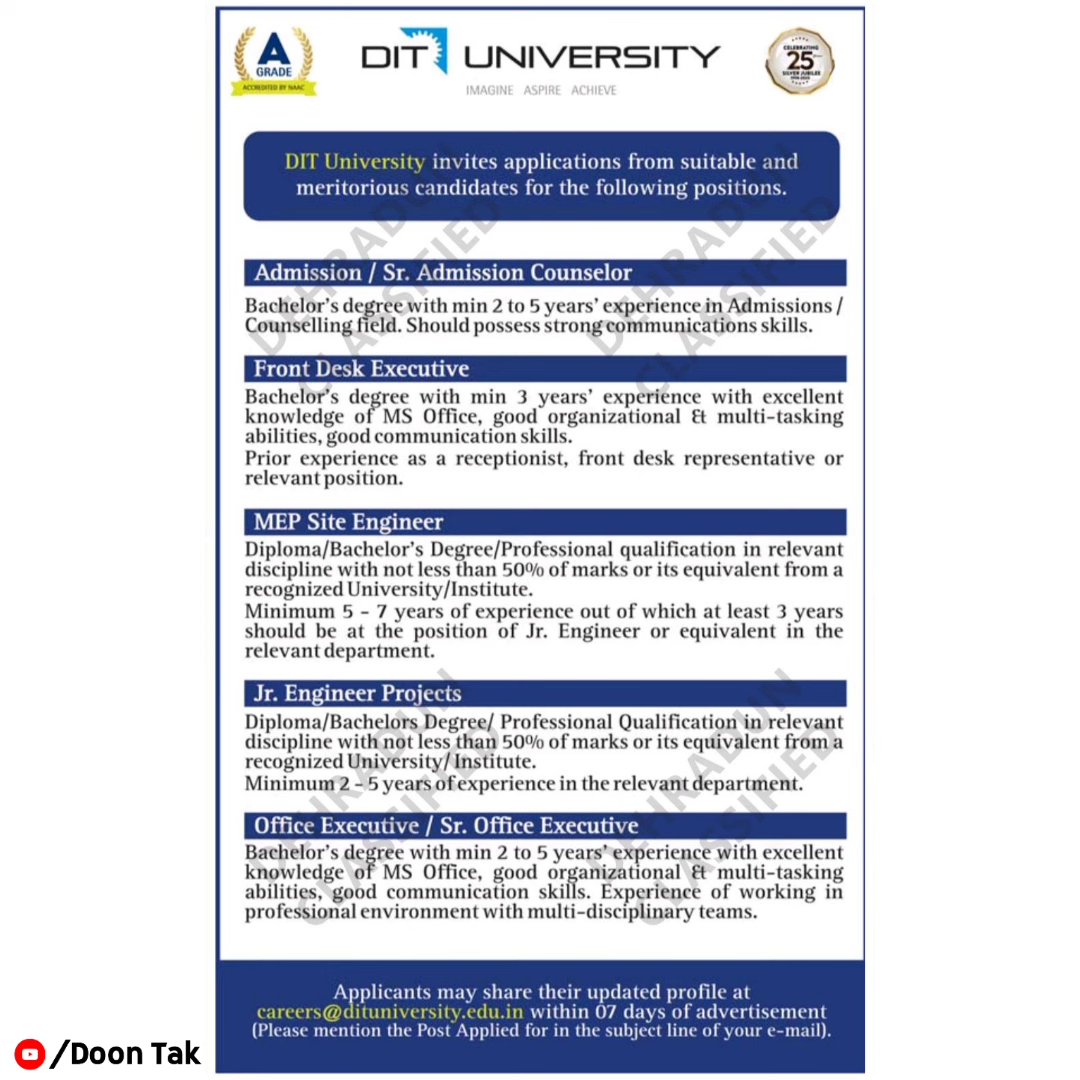 A
GRADE
ACCREDITED BY NAAC
DIT UNIVERSITY
IMAGINE ASPIRE ACHIEVE
CELEBRATING
25
SILVER JUBILEE
DIT University invites applications from suitable and
meritorious candidates for the following positions.
Admission / Sr. Admission Counselor
Bachelor's degree with min 2 to 5 years' experience in Admissions /
Counselling field. Should possess strong communications skills.
Front Desk Executive
Bachelor's degree with min 3 years' experience with excellent
knowledge of MS Office, good organizational & multi-tasking
abilities, good communication skills.
Prior experience as a receptionist, front desk representative or
relevant position.
MEP Site Engineer
Diploma/Bachelor's Degree/Professional qualification in relevant
discipline with not less than 50% of marks or its equivalent from a
recognized University/Institute.
Minimum 5 - 7 years of experience out of which at least 3 years
should be at the position of Jr. Engineer or equivalent in the
relevant department.
Jr. Engineer Projects
Diploma/Bachelors Degree/ Professional Qualification in relevant
discipline with not less than 50% of marks or its equivalent from a
recognized University/Institute.
Minimum 2 - 5 years of experience in the relevant department.
Office Executive / Sr. Office Executive
Bachelor's degree with min 2 to 5 years' experience with excellent
knowledge of MS Office, good organizational & multi-tasking
abilities, good communication skills. Experience of working in
professional environment with multi-disciplinary teams.
Applicants may share their updated profile at
careers@dituniversity.edu.in within 07 days of advertisement
(Please mention the Post Applied for in the subject line of your e-mail).
DEHRADUN
CLASSIFIED
DEHRADUN
CLASSIFIED
DEHRADUN
CLASSIFIED
DEHRADUN
CLASSIFIED
/Doon Tak